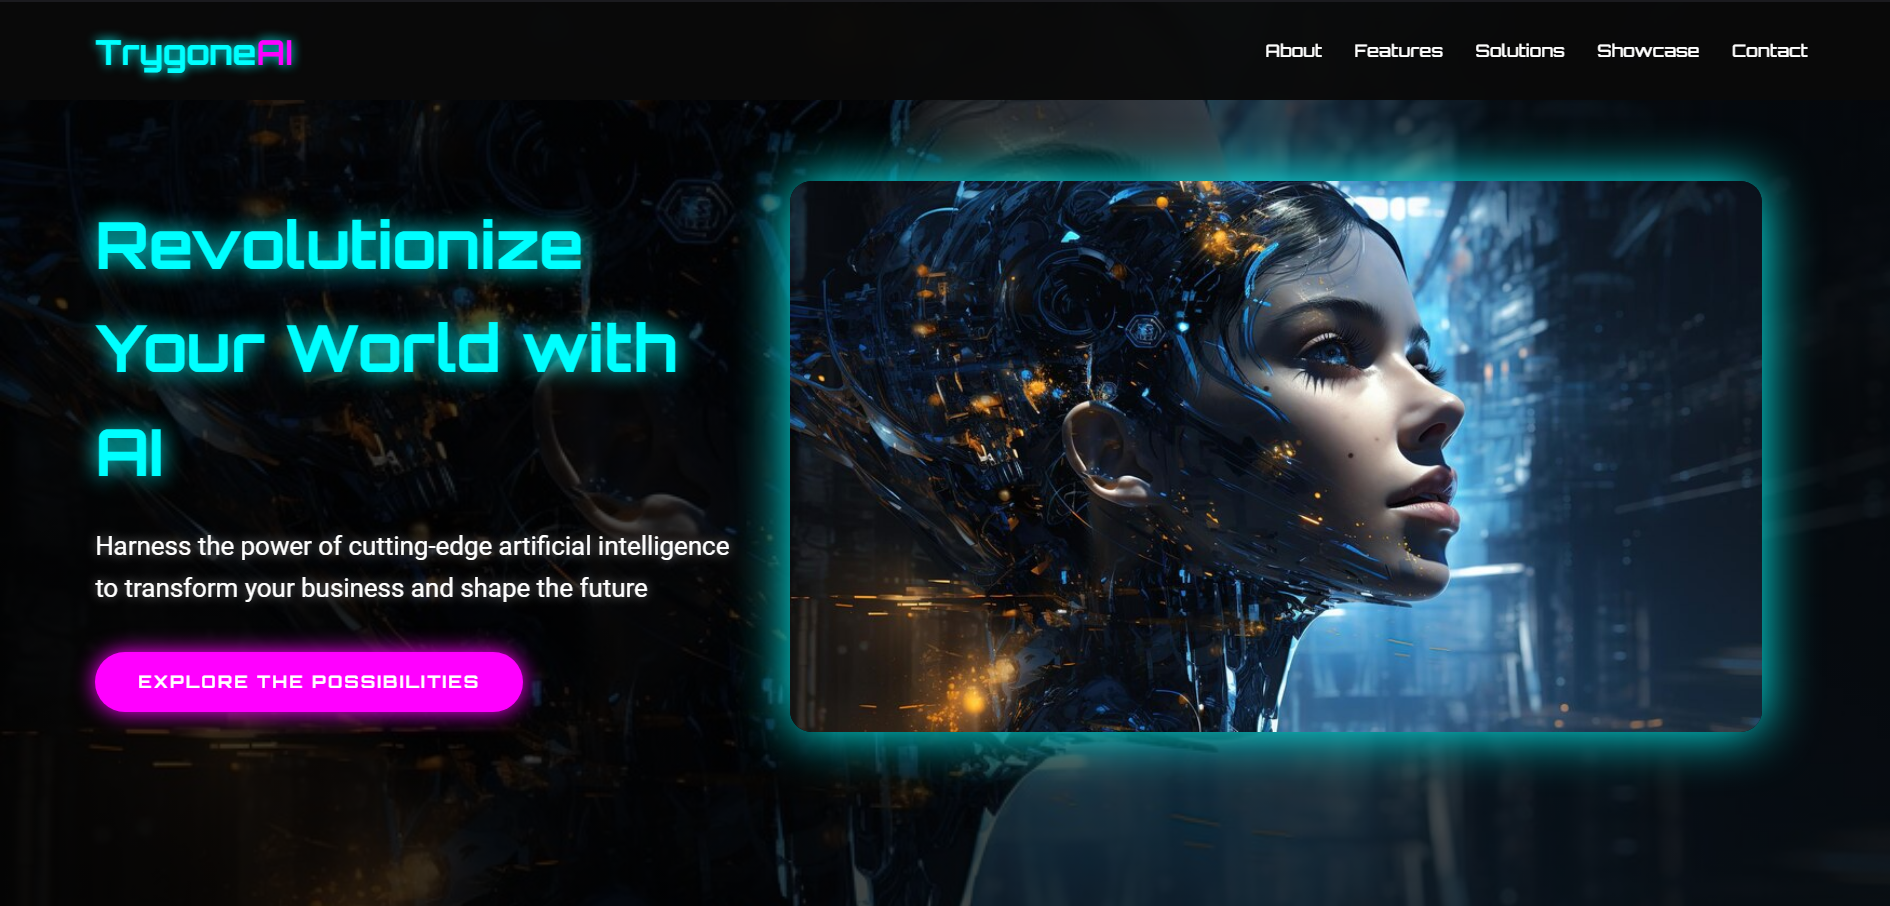 TrygoneAI
About Features Solutions Showcase Contact
Revolutionize
Your World with
AI
Harness the power of cutting-edge artificial intelligence
to transform your business and shape the future
EXPLORE THE POSSIBILITIES